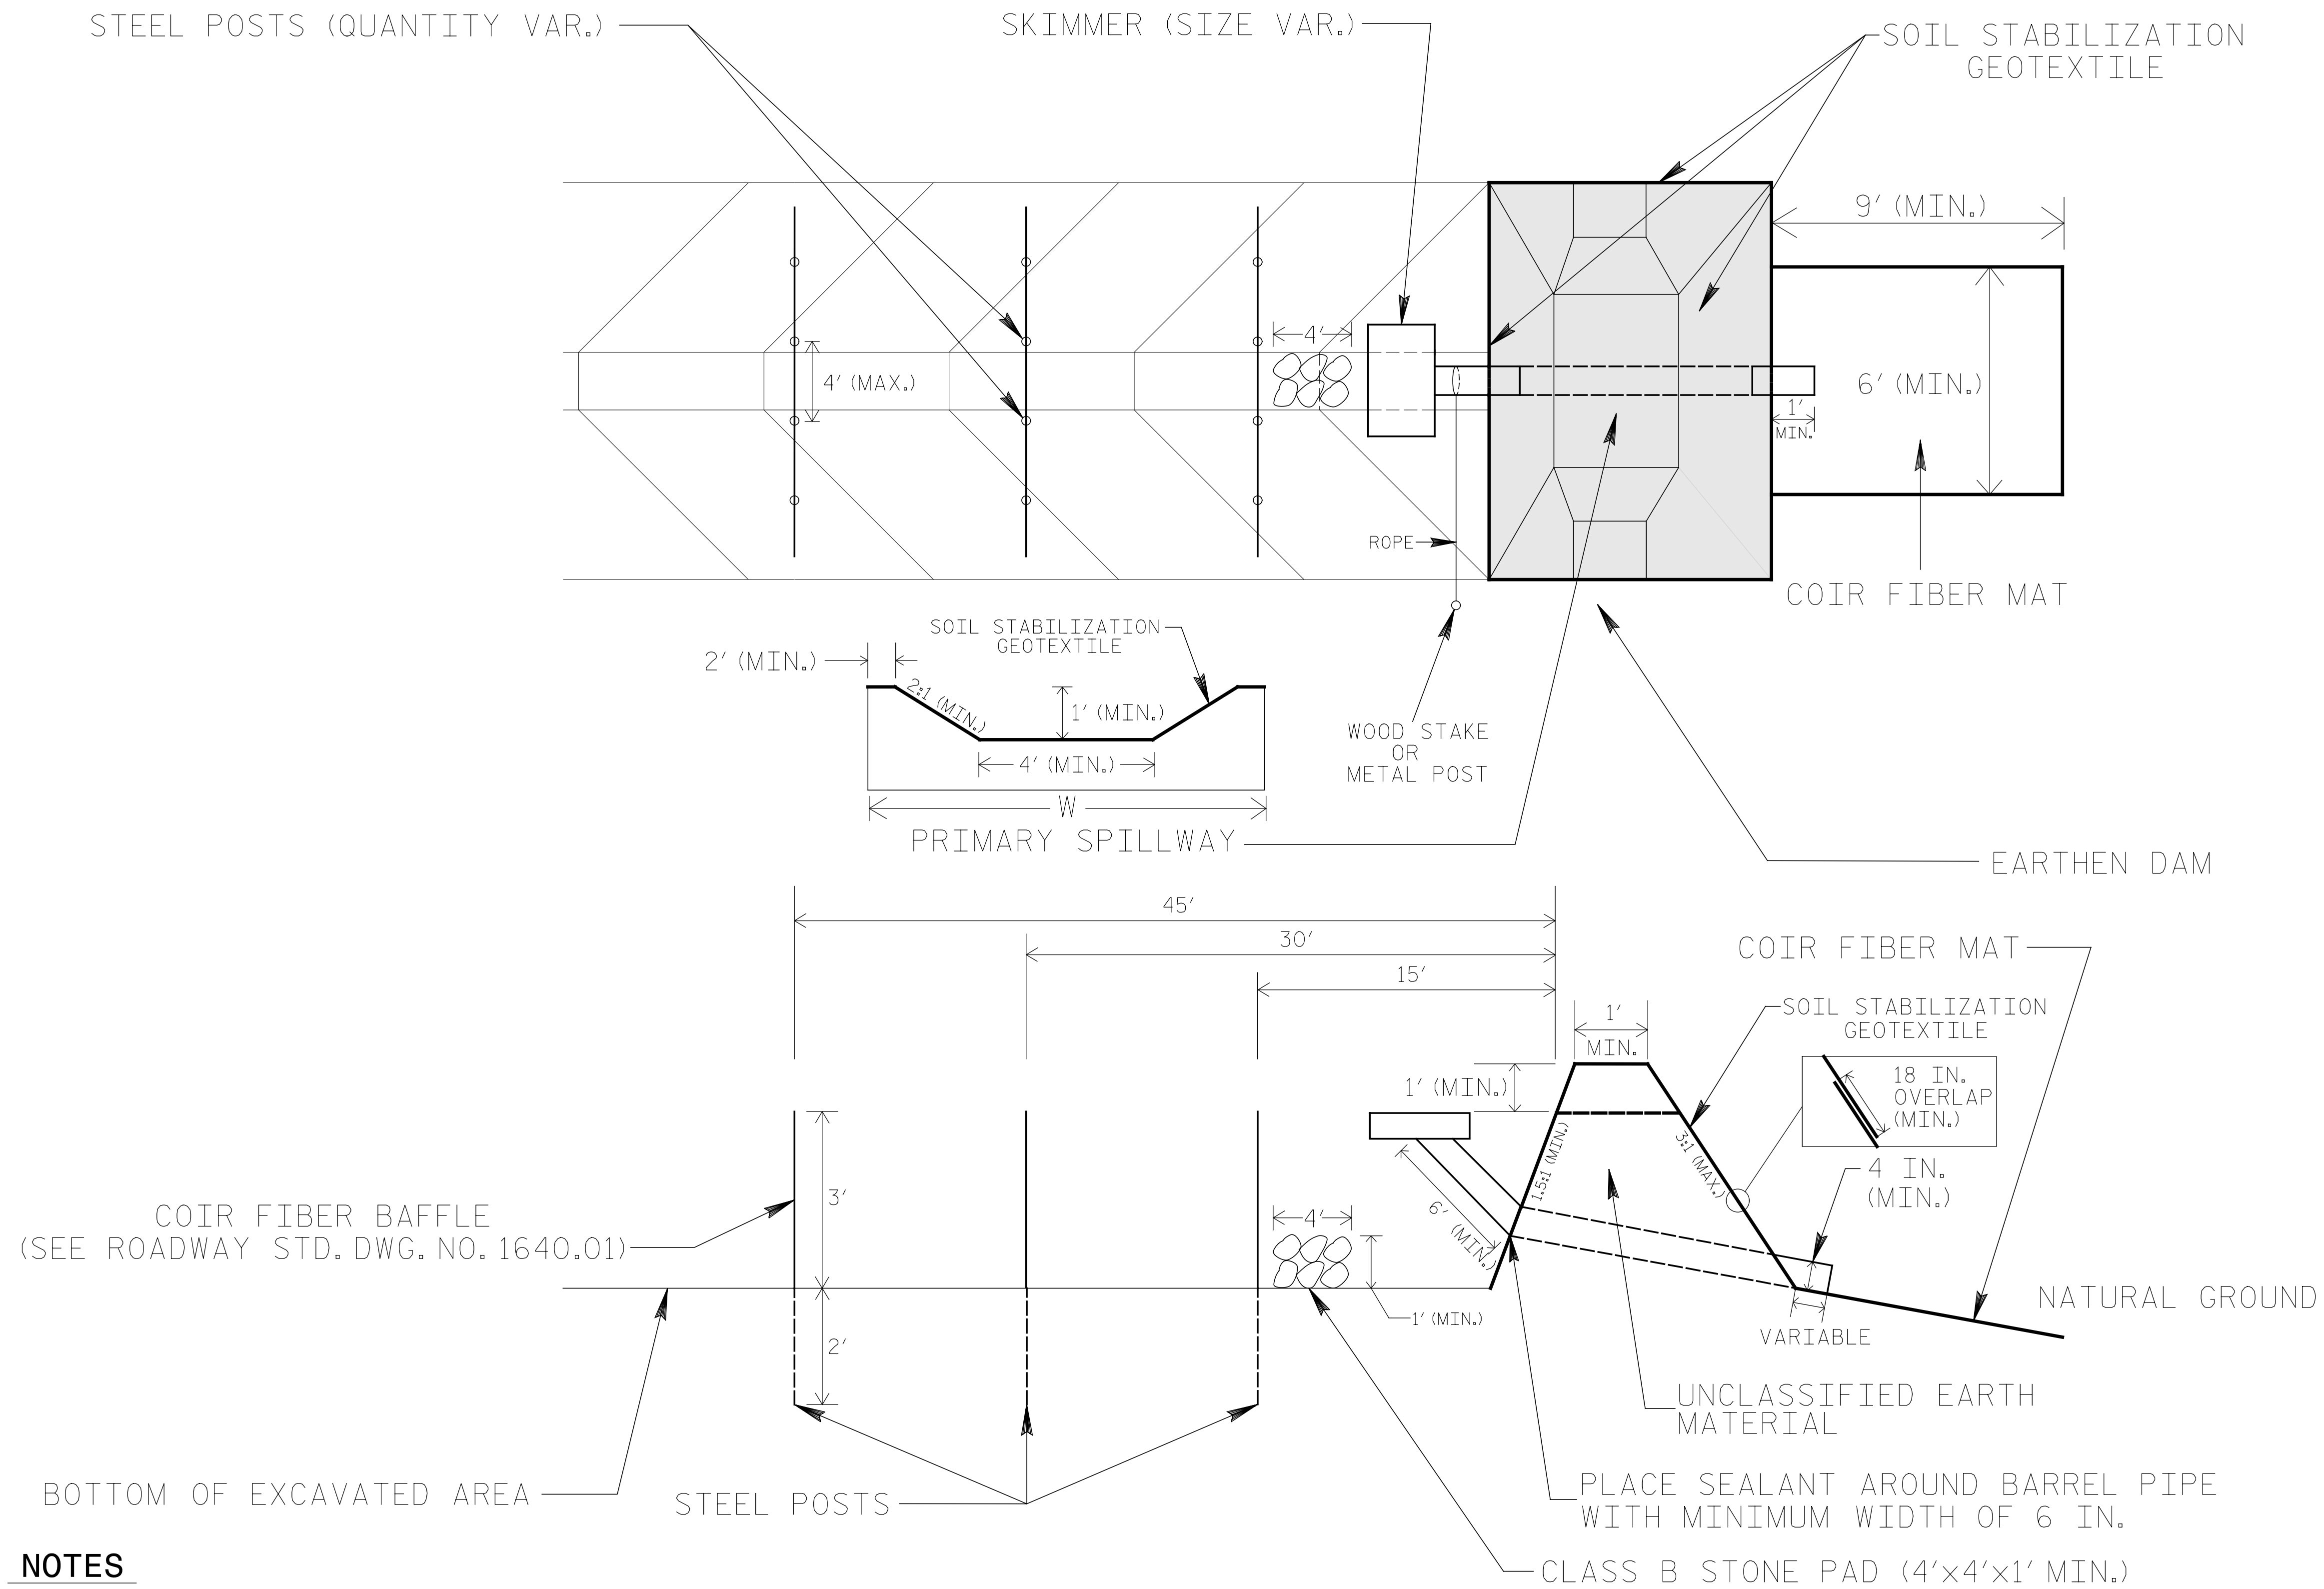 STEEL POSTS (QUANTITY VAR.)
SKIMMER (SIZE VAR.)
SOIL STABILIZATION
GEOTEXTILE
9' (MIN.)
4'
4' (MAX.)
6' (MIN.)
1'
MIN.
ROPE
COIR FIBER MAT
SOIL STABILIZATION
GEOTEXTILE
2' (MIN.)
2:1 (MIN.)
1' (MIN.)
4' (MIN.)
W
WOOD STAKE
OR
METAL POST
PRIMARY SPILLWAY
EARTHEN DAM
45'
30'
15'
COIR FIBER MAT
SOIL STABILIZATION
GEOTEXTILE
1'
MIN.
1' (MIN.)
18 IN.
OVERLAP
(MIN.)
1.5:1 (MIN.)
3:1 (MAX.)
4 IN.
(MIN.)
3'
COIR FIBER BAFFLE
(SEE ROADWAY STD. DWG. NO. 1640.01)
4'
6' (MIN.)
1' (MIN.)
NATURAL GROUND
VARIABLE
2'
UNCLASSIFIED EARTH
MATERIAL
BOTTOM OF EXCAVATED AREA
STEEL POSTS
PLACE SEALANT AROUND BARREL PIPE
WITH MINIMUM WIDTH OF 6 IN.
CLASS B STONE PAD (4'x4'x1' MIN.)
NOTES